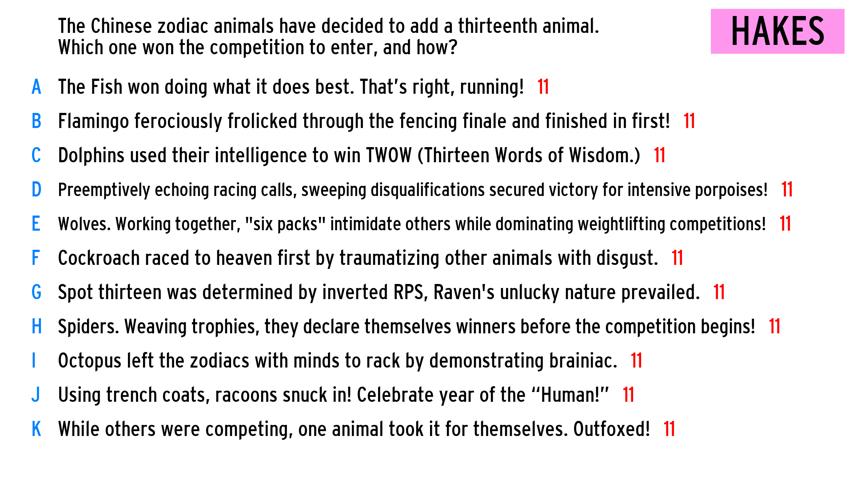 The Chinese zodiac animals have decided to add a thirteenth animal.
Which one won the competition to enter, and how?
HAKES
A The Fish won doing what it does best. That's right, running! 11
B Flamingo ferociously frolicked through the fencing finale and finished in first! 11
C Dolphins used their intelligence to win TWOW (Thirteen Words of Wisdom.) 11
D Preemptively echoing racing calls, sweeping disqualifications secured victory for intensive porpoises! 11
E Wolves. Working together, "six packs" intimidate others while dominating weightlifting competitions! 11
F Cockroach raced to heaven first by traumatizing other animals with disgust. 11
G Spot thirteen was determined by inverted RPS, Raven's unlucky nature prevailed. 11
H Spiders. Weaving trophies, they declare themselves winners before the competition begins! 11
I Octopus left the zodiacs with minds to rack by demonstrating brainiac. 11
J Using trench coats, racoons snuck in! Celebrate year of the “Human!” 11
K While others were competing, one animal took it for themselves. Outfoxed! 11